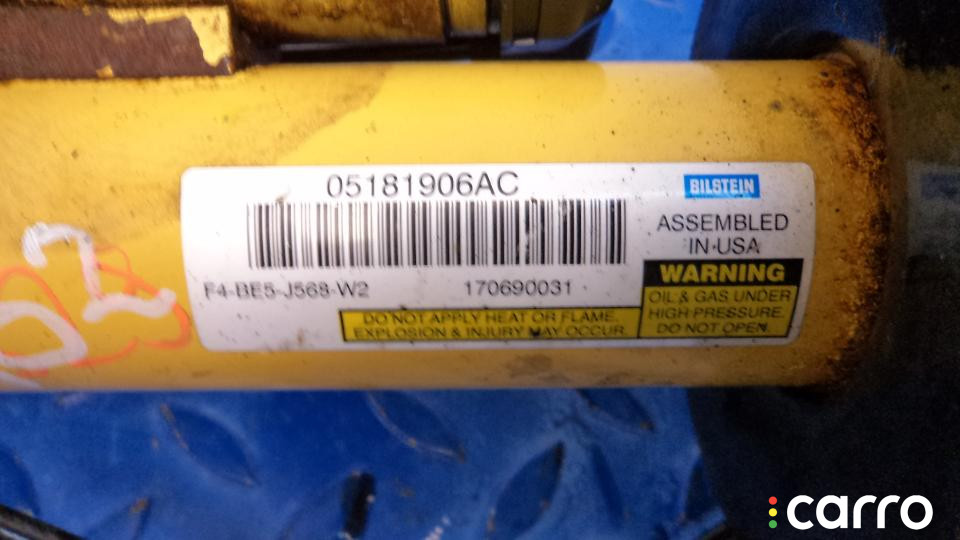 05181906AC
BILSTEIN
ASSEMBLED
IN USA
F4-BE5-J568-W2
170690031
WARNING
OIL & GAS UNDER
HIGH PRESSURE.
DO NOT OPEN.
DO NOT APPLY HEAT OR FLAME.
EXPLOSION & INJURY MAY OCCUR.
carro